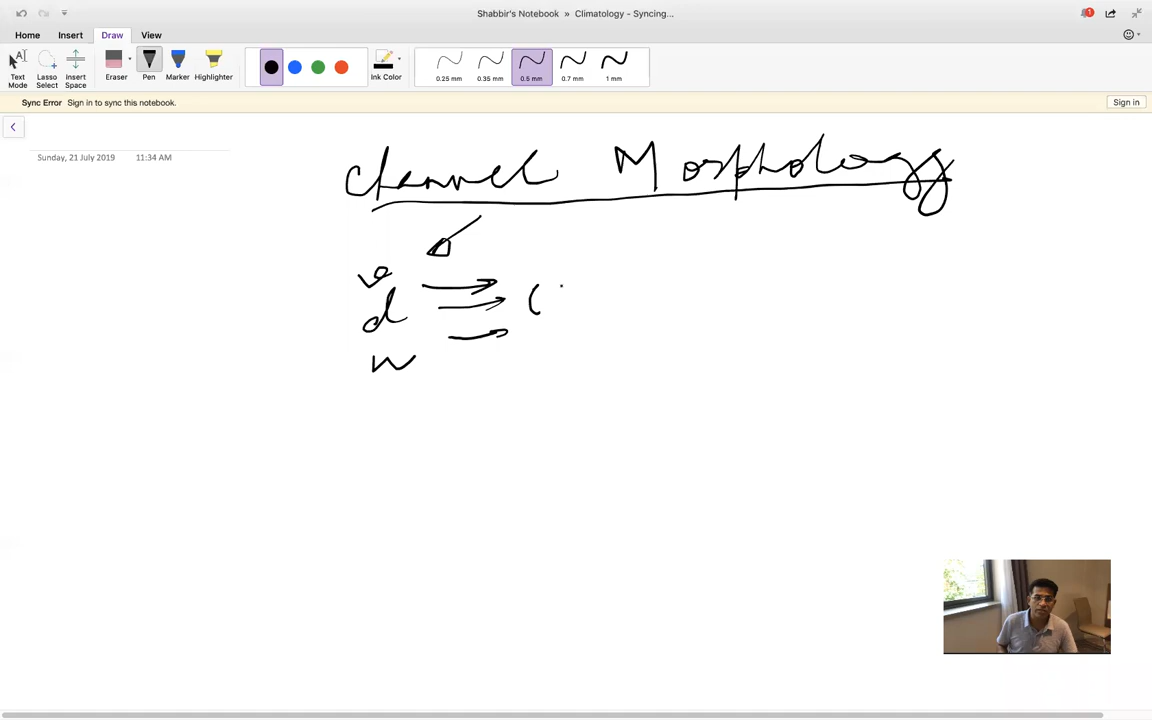 Shabbir's Notebook » Climatology - Syncing...
Home Insert Draw View
Text Mode Lasso Select Insert Space Eraser Pen Marker Highlighter Ink Color 0.25 mm 0.35 mm 0.5 mm 0.7 mm 1 mm
Sync Error Sign in to sync this notebook. Sign in
Sunday, 21 July 2019 11:34 AM
Channel Morphology
v
d
w